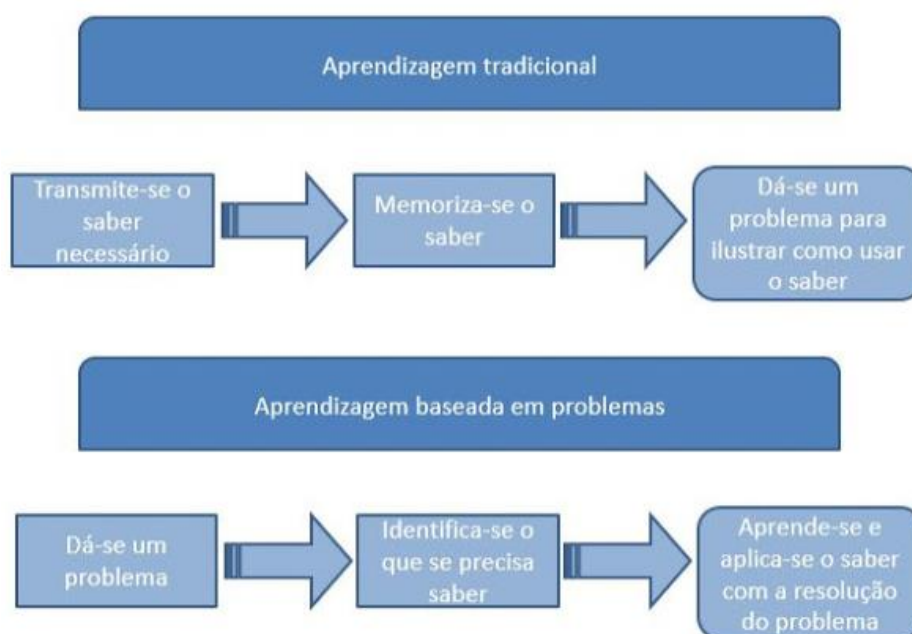 Aprendizagem tradicional
Transmite-se o
saber
necessário
Memoriza-se o
saber
Dá-se um
problema para
ilustrar como usar
o saber
Aprendizagem baseada em problemas
Dá-se um
problema
Identifica-se o
que se precisa
saber
Aprende-se e
aplica-se o saber
com a resolução
do problema